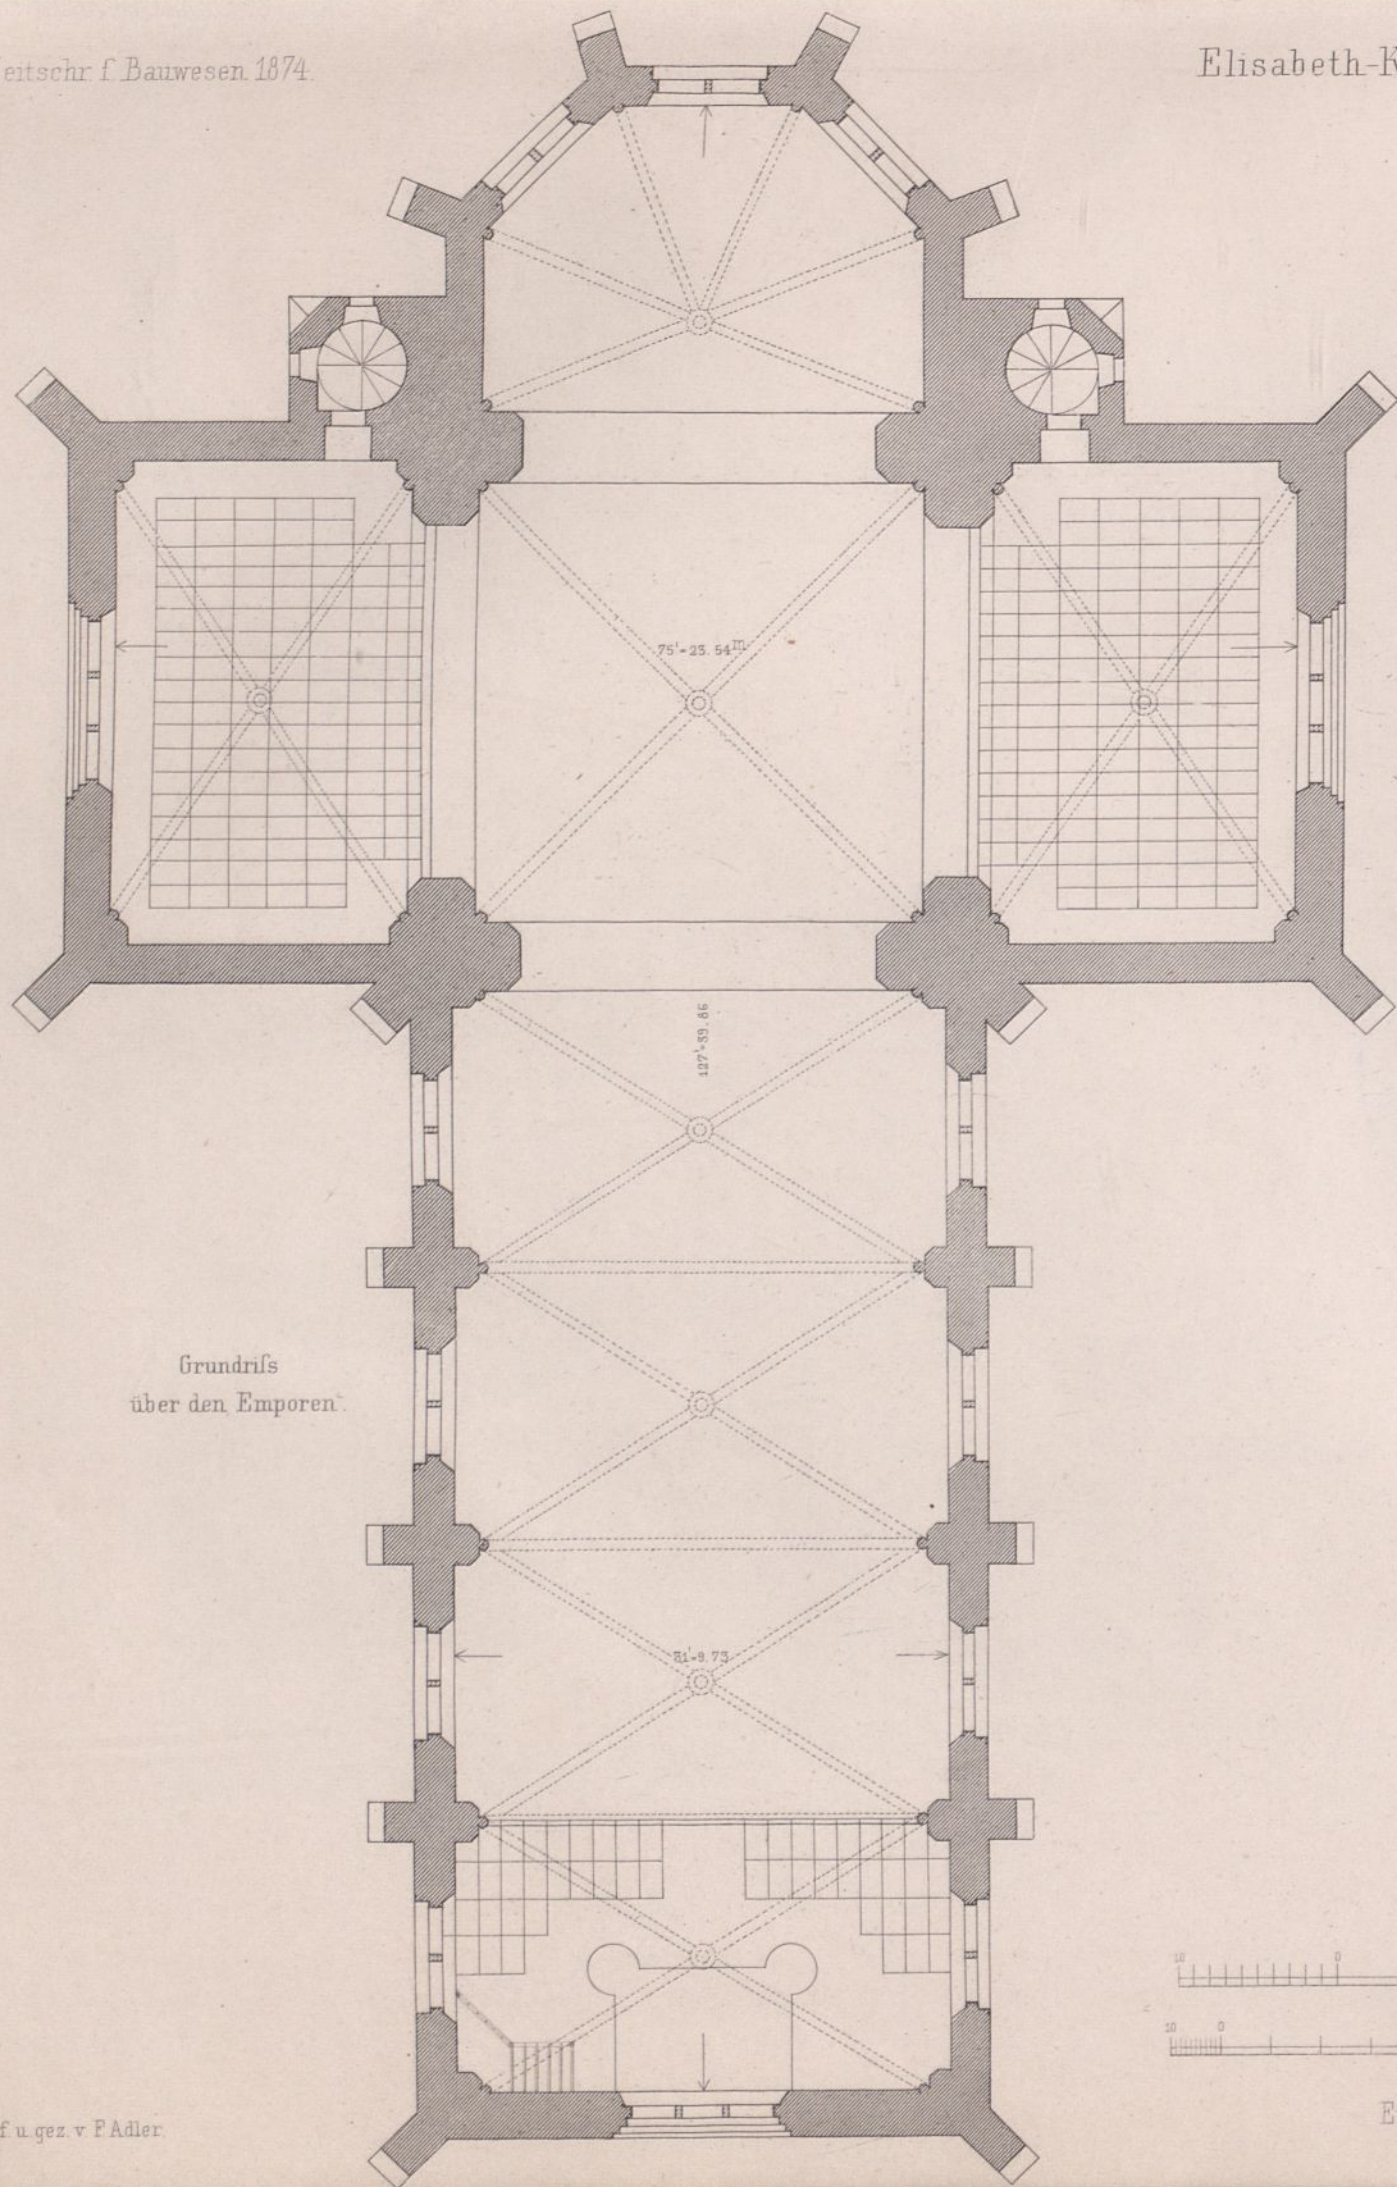 eitschr. f. Bauwesen 1874.
Elisabeth-K
75'=23.54m
127'=39.86
Grundriſs
über den Emporen.
31'=9.73
10 0
10 0
f. u. gez. v. F. Adler.
E